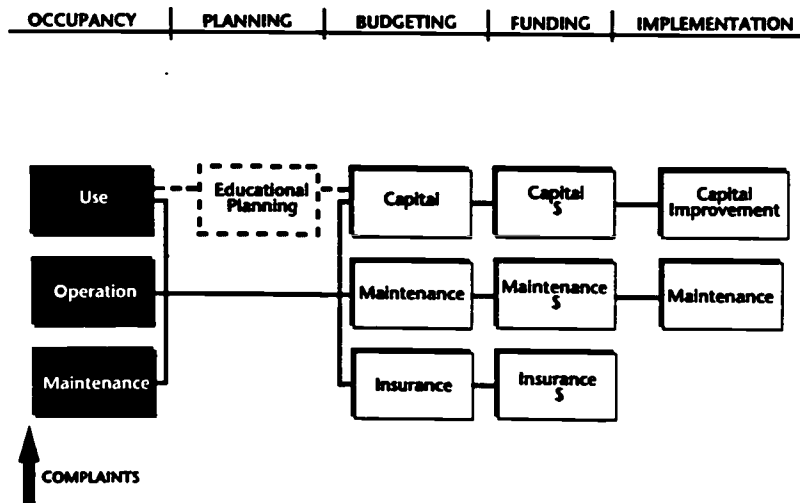 OCCUPANCY PLANNING BUDGETING FUNDING IMPLEMENTATION
Use
Educational
Planning
Capital
Capital
$
Capital
Improvement
Operation
Maintenance
Maintenance
$
Maintenance
Maintenance
Insurance
Insurance
$
COMPLAINTS